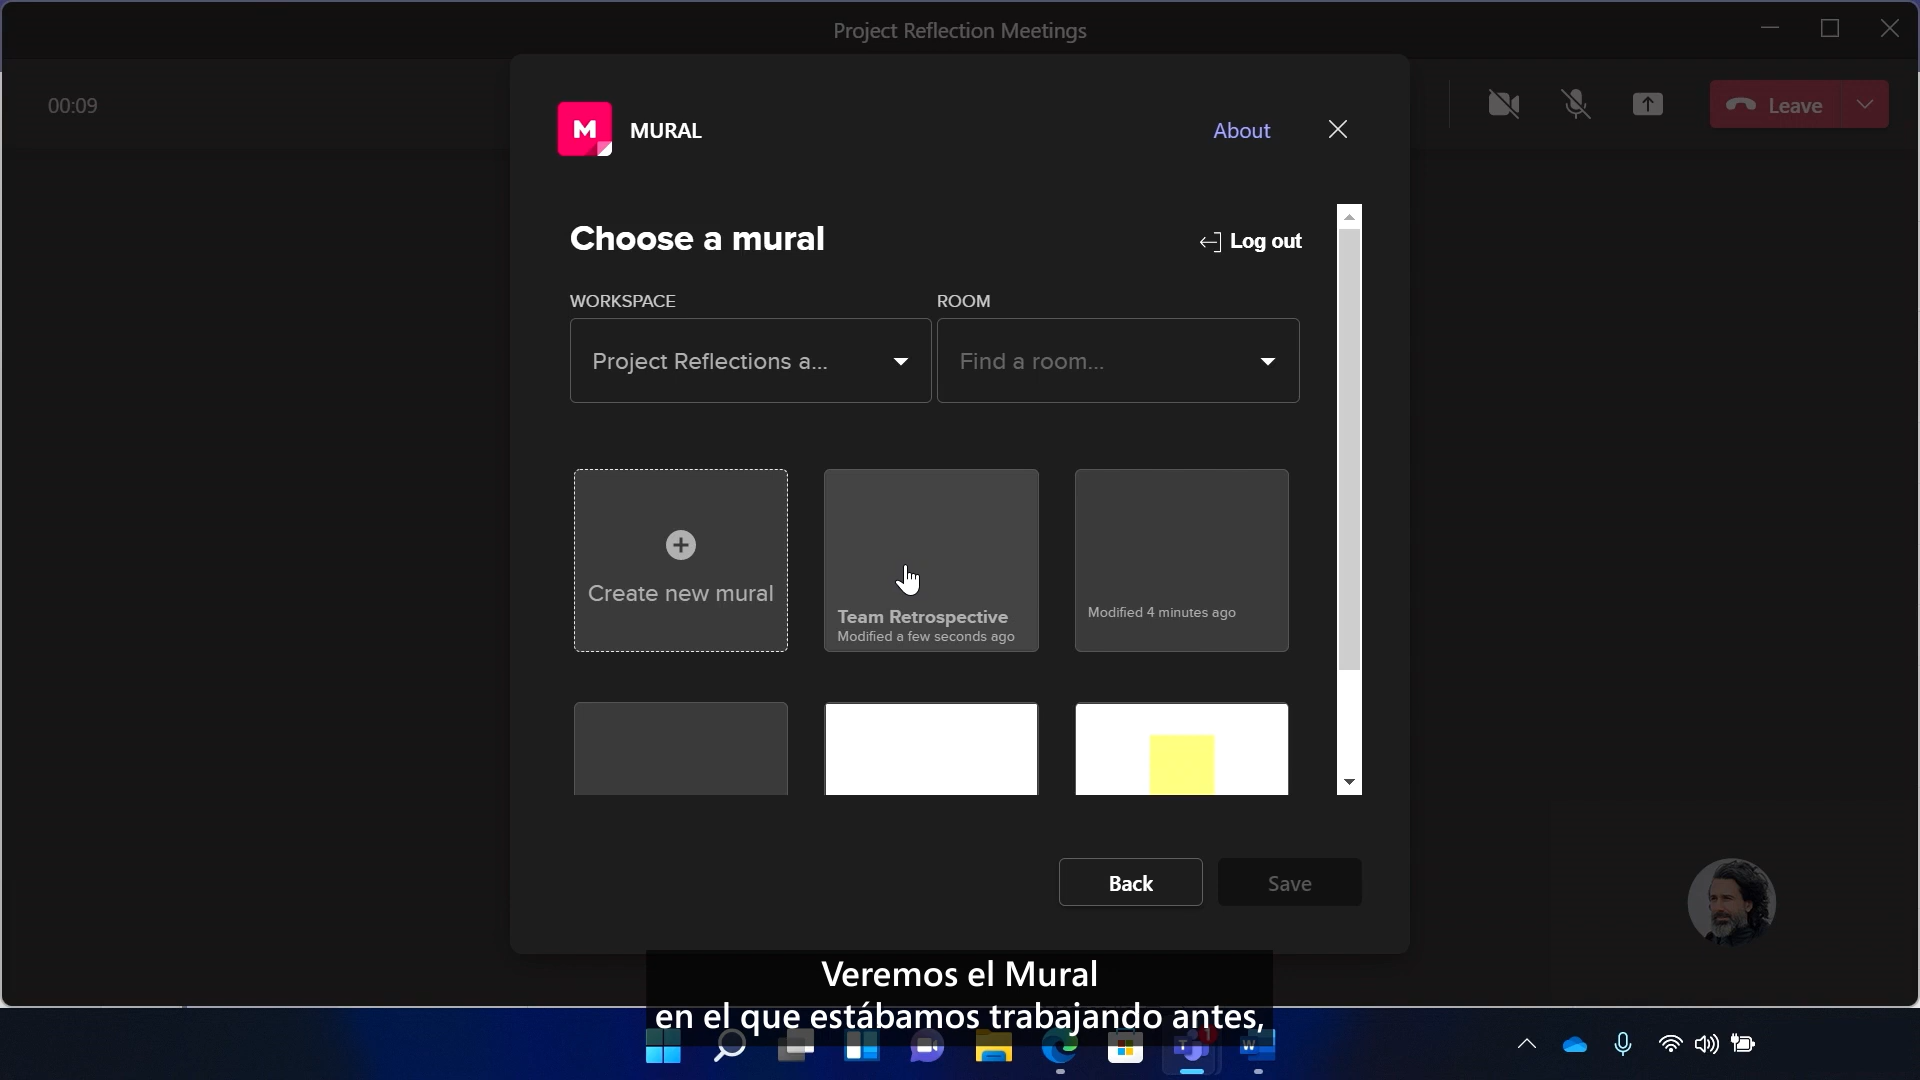 Project Reflection Meetings
00:09
Leave
M
MURAL
About
Choose a mural
Log out
WORKSPACE
ROOM
Project Reflections a...
Find a room...
Create new mural
Team Retrospective
Modified a few seconds ago
Modified 4 minutes ago
Back
Save
Veremos el Mural
en el que estábamos trabajando antes,